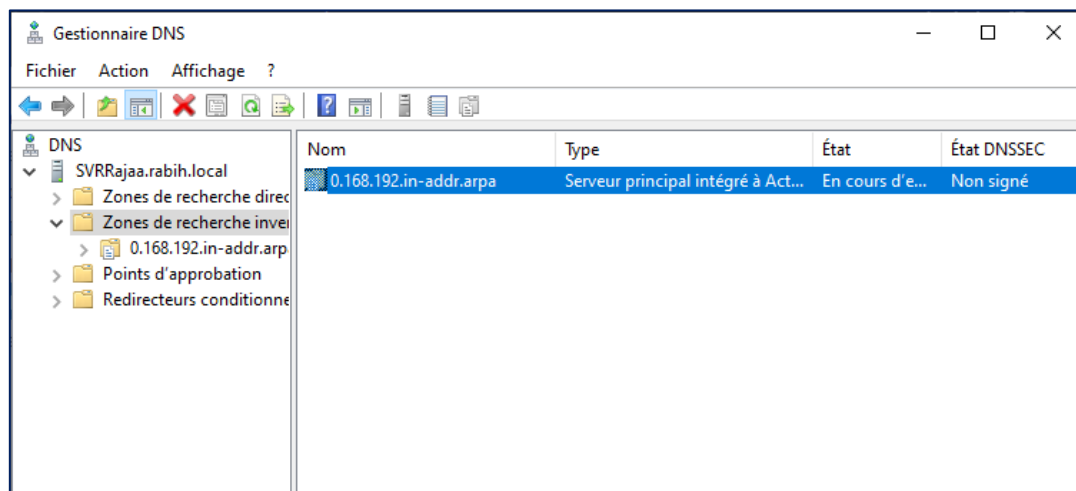 Gestionnaire DNS
Fichier Action Affichage ?
DNS
SVRRajaa.rabih.local
Zones de recherche direc
Zones de recherche inver
0.168.192.in-addr.arp
Points d'approbation
Redirecteurs conditionne
Nom Type État État DNSSEC
0.168.192.in-addr.arpa Serveur principal intégré à Act... En cours d'e... Non signé